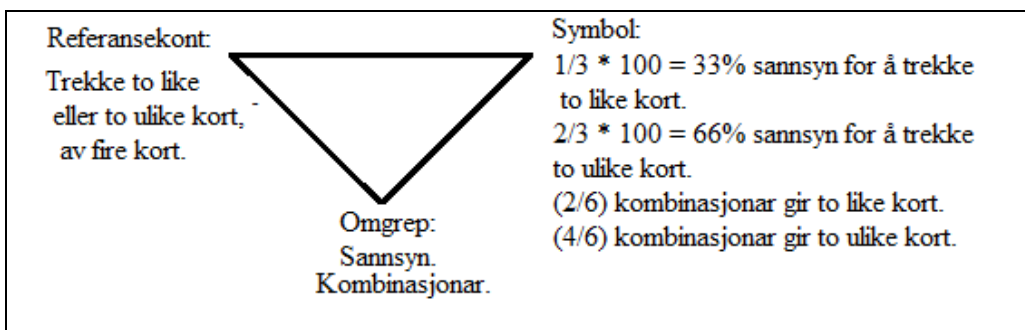 Referansekont:
Trekke to like
eller to ulike kort,
av fire kort.
Symbol:
1/3 * 100 = 33% sannsyn for å trekke
to like kort.
2/3 * 100 = 66% sannsyn for å trekke
to ulike kort.
(2/6) kombinasjonar gir to like kort.
(4/6) kombinasjonar gir to ulike kort.
Omgrep:
Sannsyn.
Kombinasjonar.